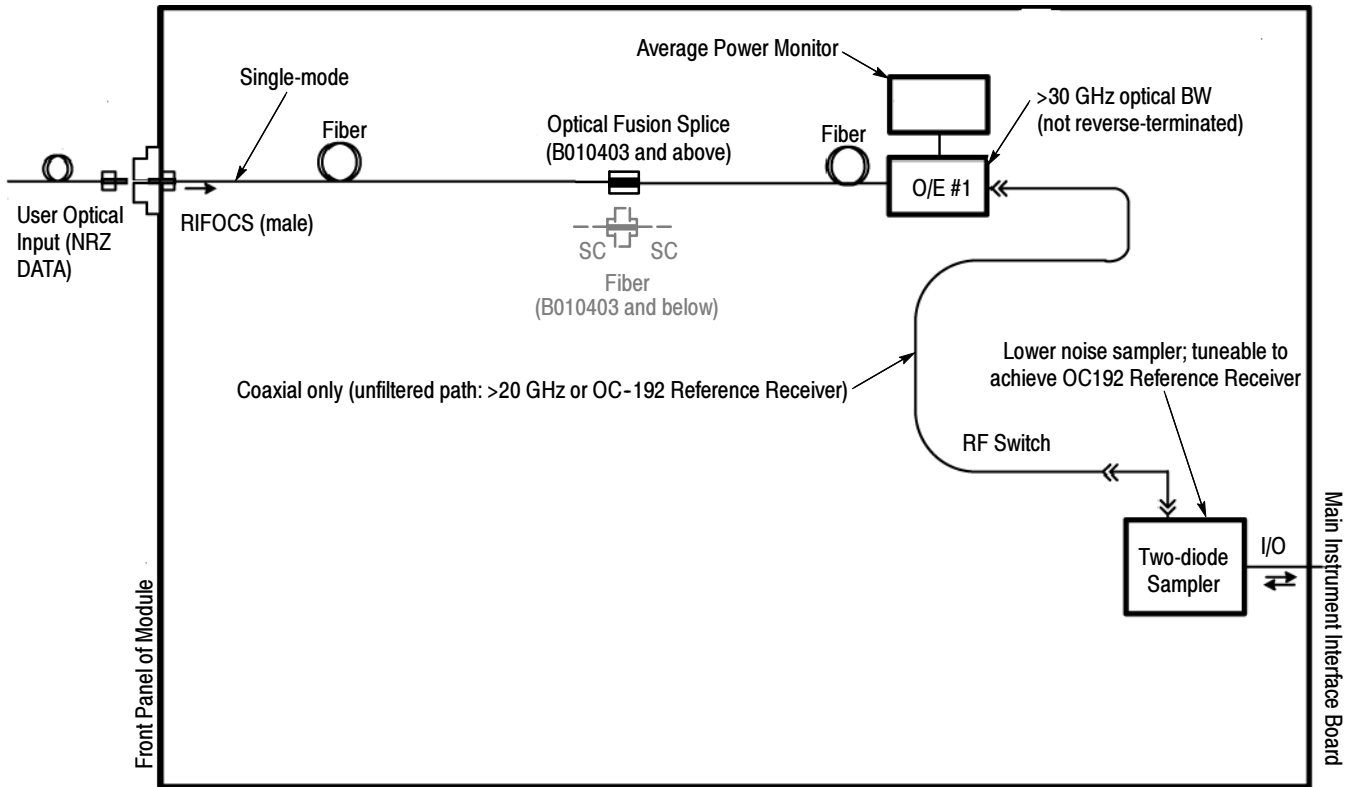 Average Power Monitor
Single-mode
>30 GHz optical BW
(not reverse-terminated)
Fiber
Optical Fusion Splice
(B010403 and above)
Fiber
O/E #1
User Optical
Input (NRZ
DATA)
RIFOCS (male)
SC SC
Fiber
(B010403 and below)
Lower noise sampler; tuneable to
achieve OC192 Reference Receiver
Coaxial only (unfiltered path: >20 GHz or OC-192 Reference Receiver)
RF Switch
Two-diode
Sampler
I/O
Front Panel of Module
Main Instrument Interface Board